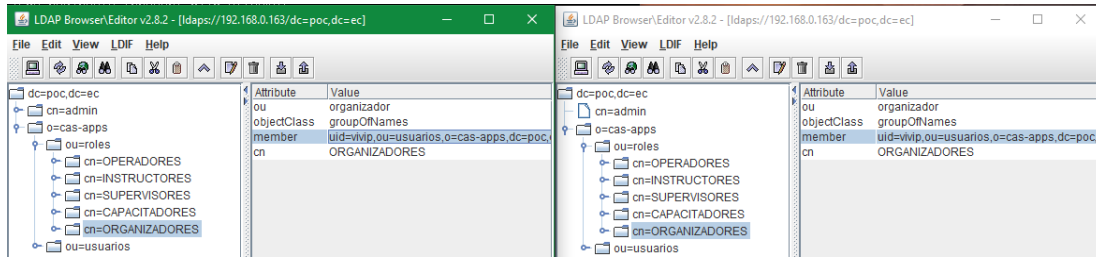 LDAP Browser\Editor v2.8.2 - [ldaps://192.168.0.163/dc=poc,dc=ec]
File Edit View LDIF Help
dc=poc,dc=ec
cn=admin
o=cas-apps
ou=roles
cn=OPERADORES
cn=INSTRUCTORES
cn=SUPERVISORES
cn=CAPACITADORES
cn=ORGANIZADORES
ou=usuarios
Attribute Value
ou organizador
objectClass groupOfNames
member uid=vivip,ou=usuarios,o=cas-apps,dc=poc,
cn ORGANIZADORES
LDAP Browser\Editor v2.8.2 - [ldaps://192.168.0.163/dc=poc,dc=ec]
File Edit View LDIF Help
dc=poc,dc=ec
cn=admin
o=cas-apps
ou=roles
cn=OPERADORES
cn=INSTRUCTORES
cn=SUPERVISORES
cn=CAPACITADORES
cn=ORGANIZADORES
ou=usuarios
Attribute Value
ou organizador
objectClass groupOfNames
member uid=vivip,ou=usuarios,o=cas-apps,dc=poc
cn ORGANIZADORES